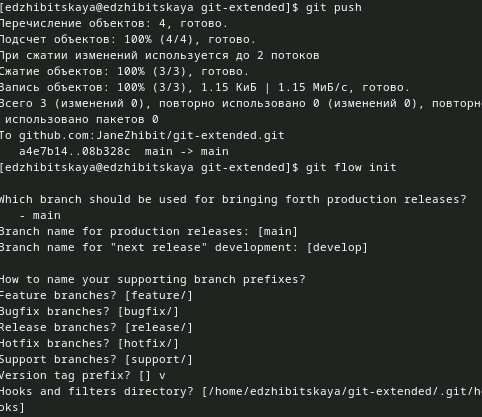 [edzhibitskaya@edzhibitskaya git-extended]$ git push
Перечисление объектов: 4, готово.
Подсчет объектов: 100% (4/4), готово.
При сжатии изменений используется до 2 потоков
Сжатие объектов: 100% (3/3), готово.
Запись объектов: 100% (3/3), 1.15 КиБ | 1.15 МиБ/с, готово.
Всего 3 (изменений 0), повторно использовано 0 (изменений 0), повторн
использовано пакетов 0
To github.com:JaneZhibit/git-extended.git
a4e7b14..08b328c main -> main
[edzhibitskaya@edzhibitskaya git-extended]$ git flow init
Which branch should be used for bringing forth production releases?
- main
Branch name for production releases: [main]
Branch name for "next release" development: [develop]
How to name your supporting branch prefixes?
Feature branches? [feature/]
Bugfix branches? [bugfix/]
Release branches? [release/]
Hotfix branches? [hotfix/]
Support branches? [support/]
Version tag prefix? [] v
Hooks and filters directory? [/home/edzhibitskaya/git-extended/.git/ho
oks]